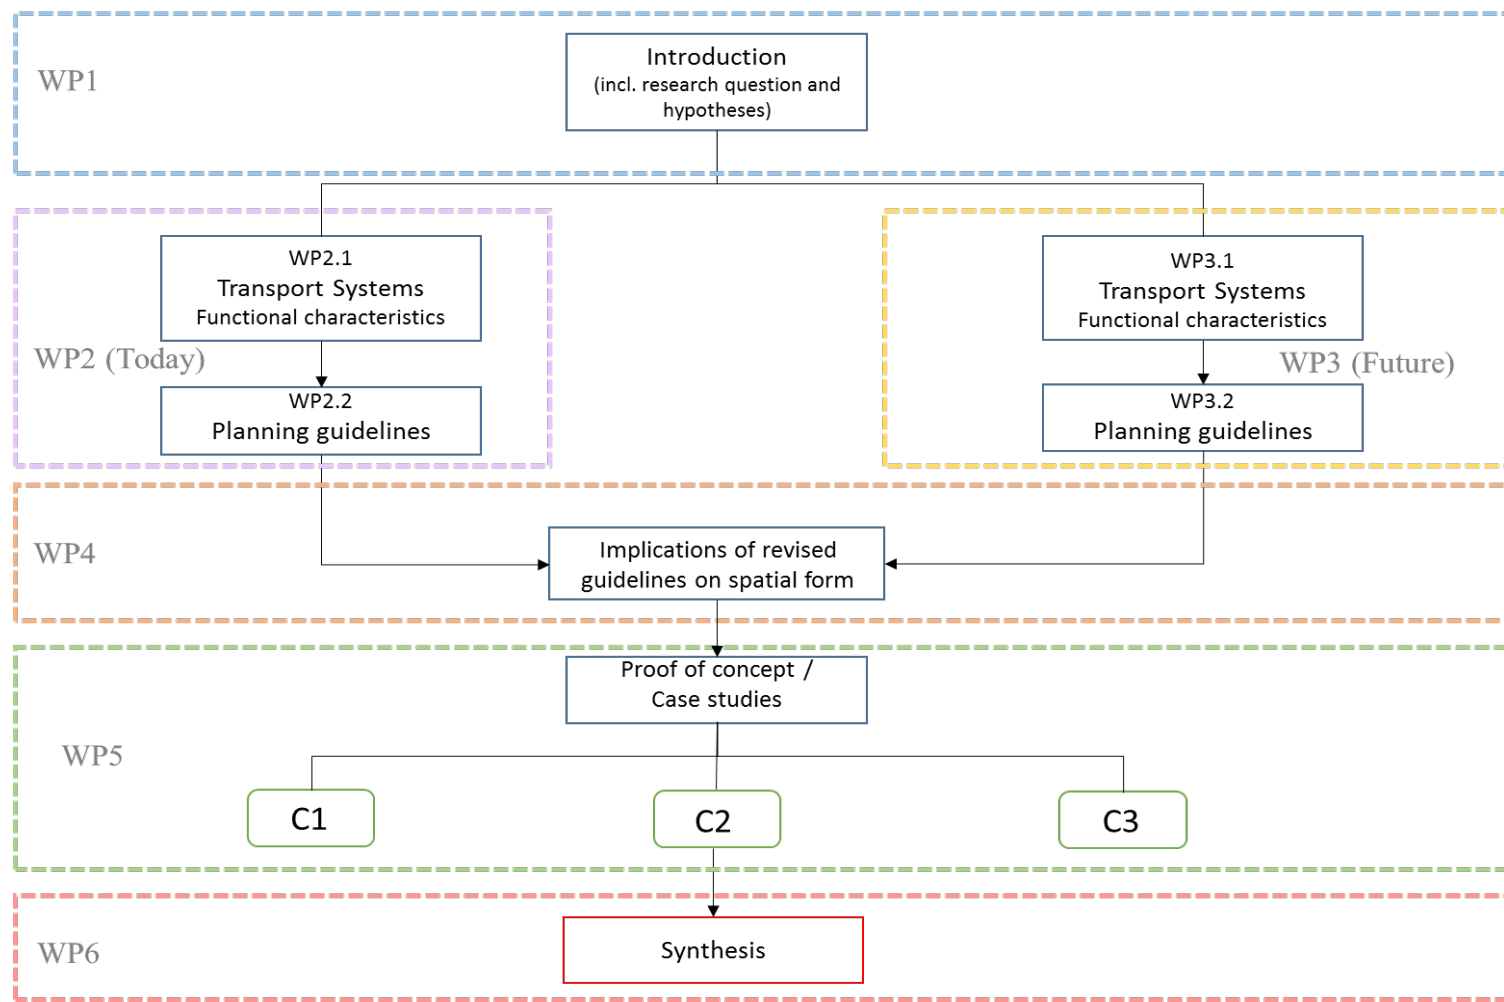 WP1
Introduction
(incl. research question and
hypotheses)
WP2 (Today)
WP2.1
Transport Systems
Functional characteristics
WP2.2
Planning guidelines
WP3 (Future)
WP3.1
Transport Systems
Functional characteristics
WP3.2
Planning guidelines
WP4
Implications of revised
guidelines on spatial form
WP5
Proof of concept /
Case studies
C1
C2
C3
WP6
Synthesis